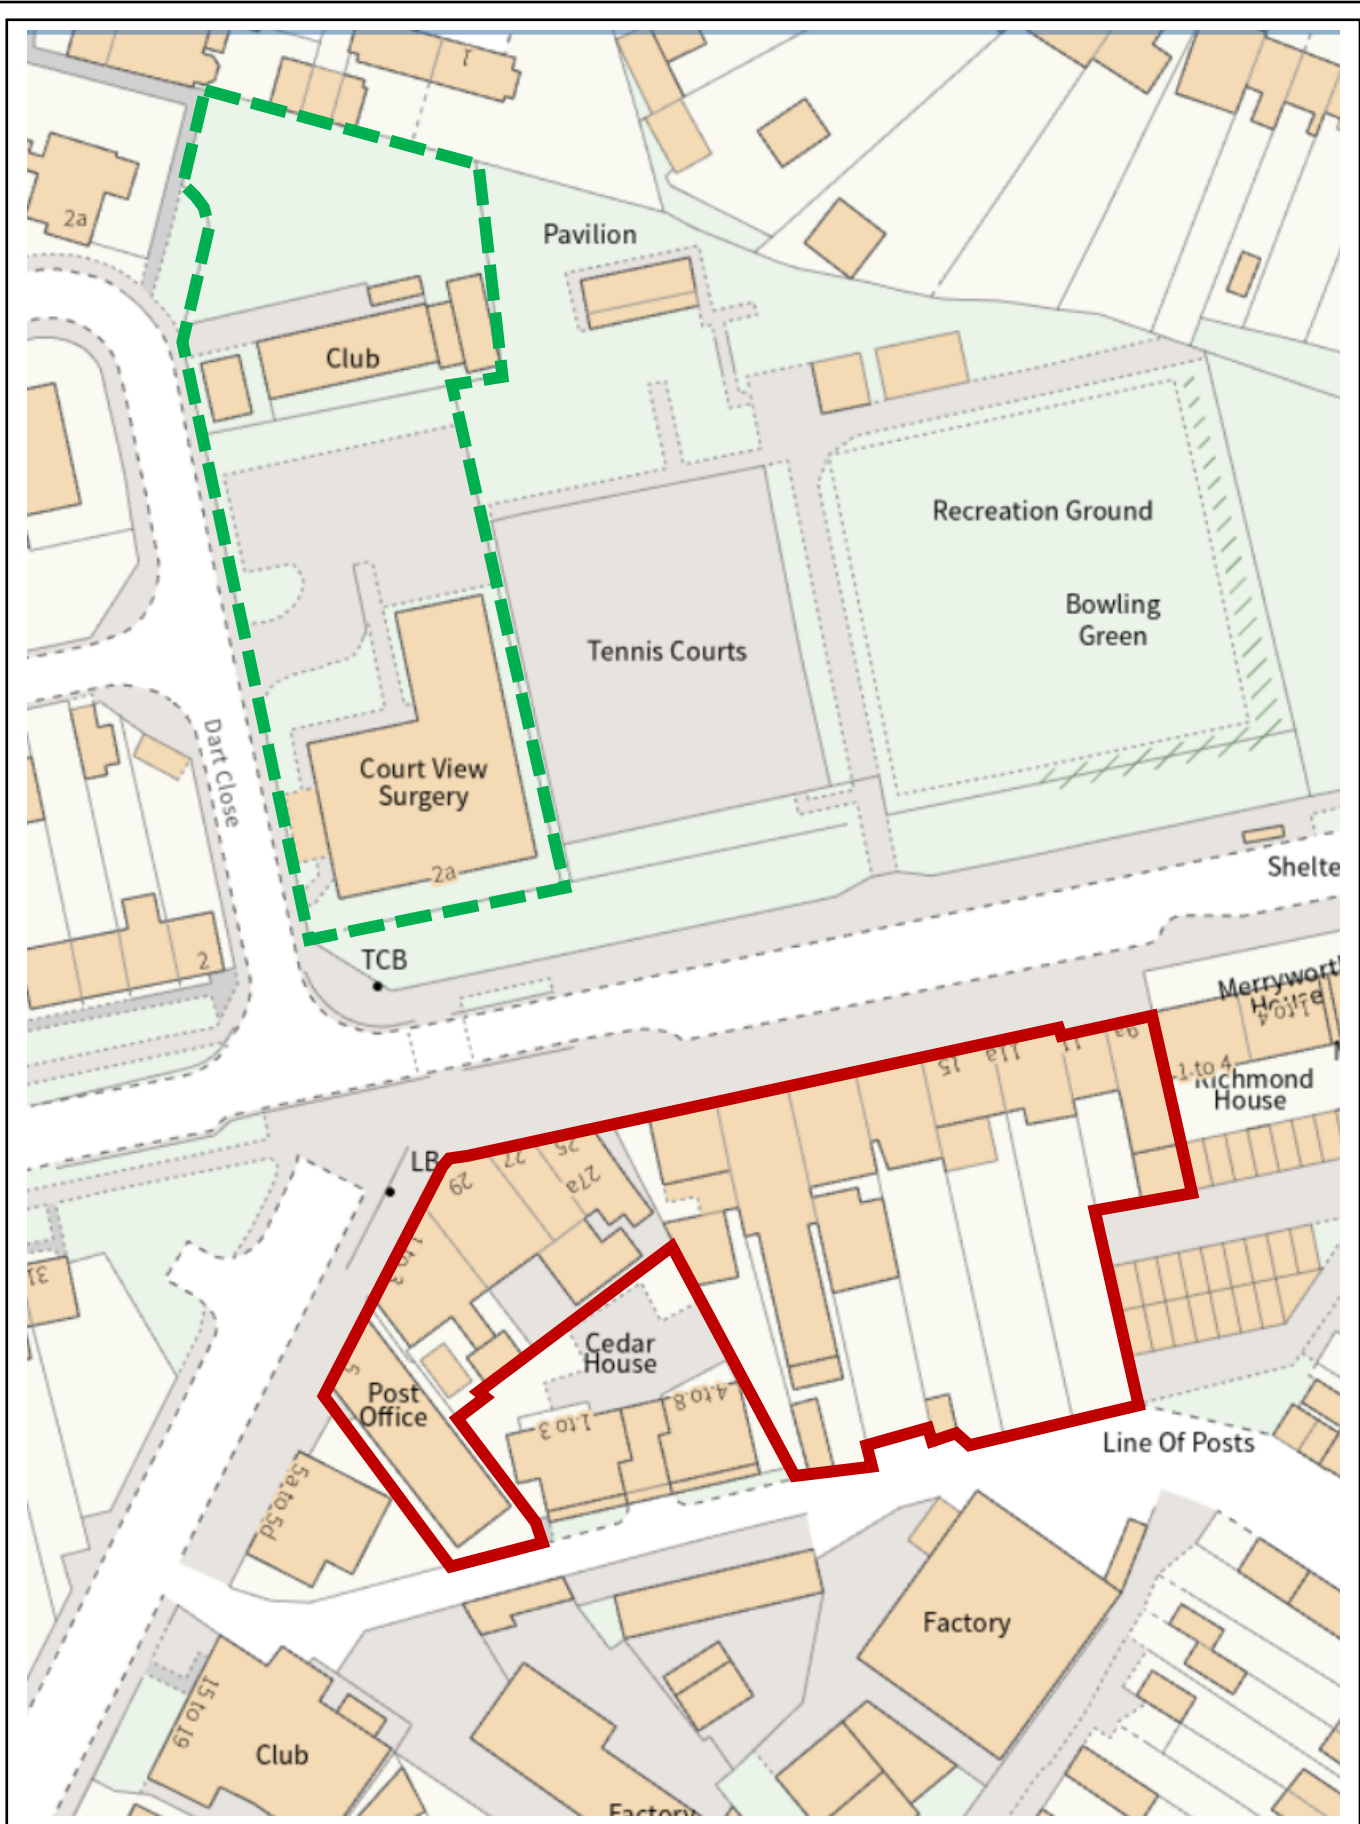 1
2a
Pavilion
Club
Recreation Ground
Bowling
Green
Tennis Courts
Dart Close
Court View
Surgery
2a
Shelte
2
TCB
Merryworth
House
1 to 4
9a
11
11a
15
1 to 4
Richmond
House
LB
25
27
27a
29
1 to 3
31
Cedar
House
5
Post
Office
4 to 8
1 to 3
Line Of Posts
5a to 5d
Factory
15 to 19
Club
Factory